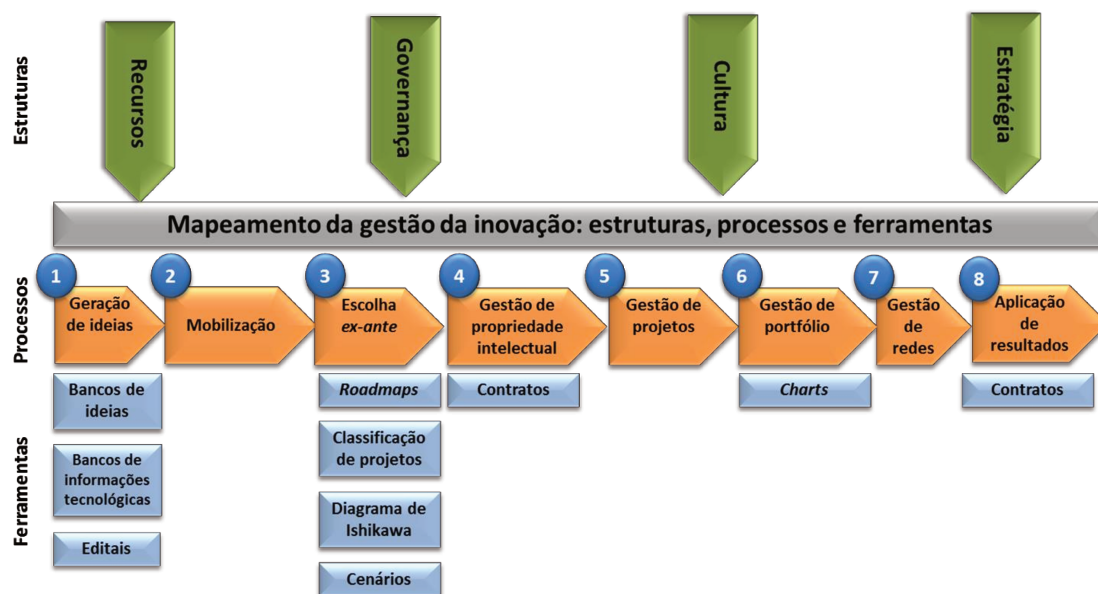 Estruturas
Recursos
Governança
Cultura
Estratégia
Mapeamento da gestão da inovação: estruturas, processos e ferramentas
Processos
1
Geração
de ideias
2
Mobilização
3
Escolha
ex-ante
4
Gestão de
propriedade
intelectual
5
Gestão de
projetos
6
Gestão de
portfólio
7
Gestão
de
redes
8
Aplicação
de
resultados
Ferramentas
Bancos de
ideias
Bancos de
informações
tecnológicas
Editais
Roadmaps
Classificação
de projetos
Diagrama de
Ishikawa
Cenários
Contratos
Charts
Contratos